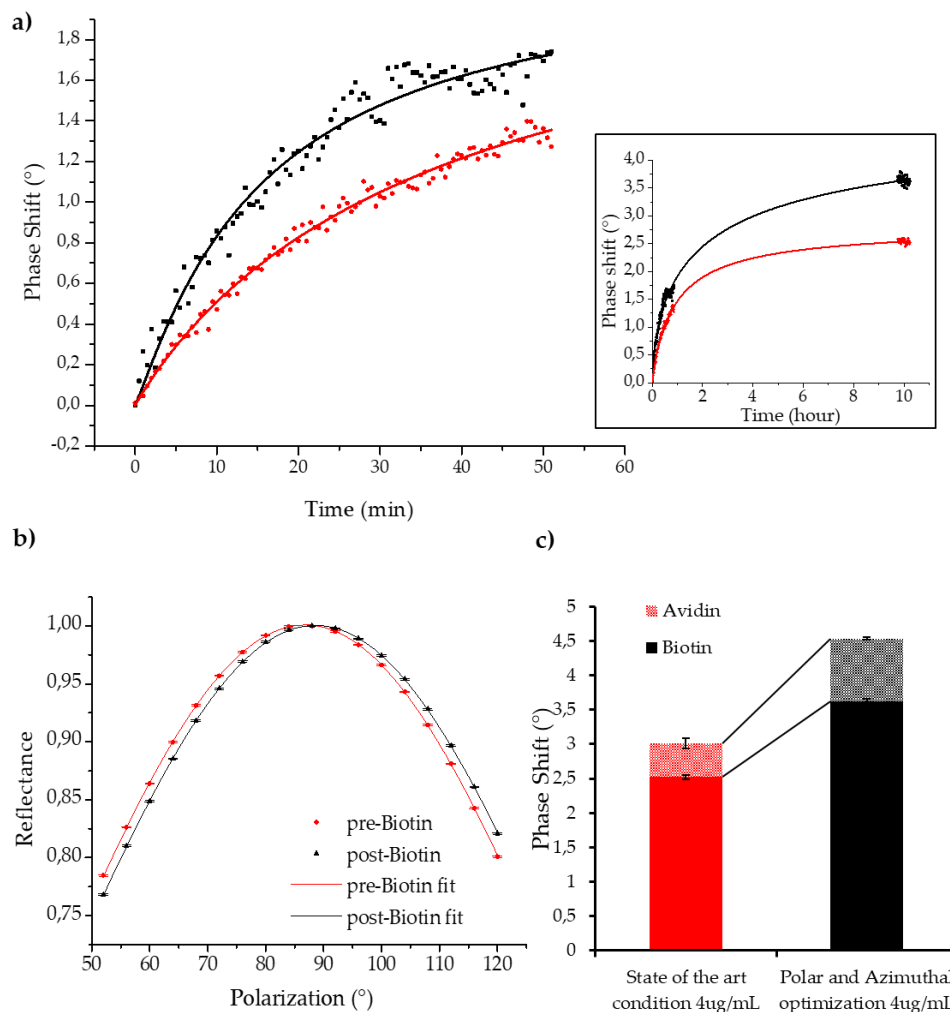 a)
1,8
1,6
1,4
1,2
1,0
0,8
0,6
0,4
0,2
0,0
-0,2
Phase Shift (°)
0
10
20
30
40
50
60
Time (min)
4,0
3,5
3,0
2,5
2,0
1,5
1,0
0,5
0,0
Phase shift (°)
0
2
4
6
8
10
Time (hour)
b)
1,00
0,95
0,90
0,85
0,80
0,75
Reflectance
pre-Biotin
post-Biotin
pre-Biotin fit
post-Biotin fit
50
60
70
80
90
100
110
120
Polarization (°)
c)
5
4,5
4
3,5
3
2,5
2
1,5
1
0,5
0
Phase Shift (°)
Avidin
Biotin
State of the art
condition 4ug/mL
Polar and Azimuthal
optimization 4ug/mL